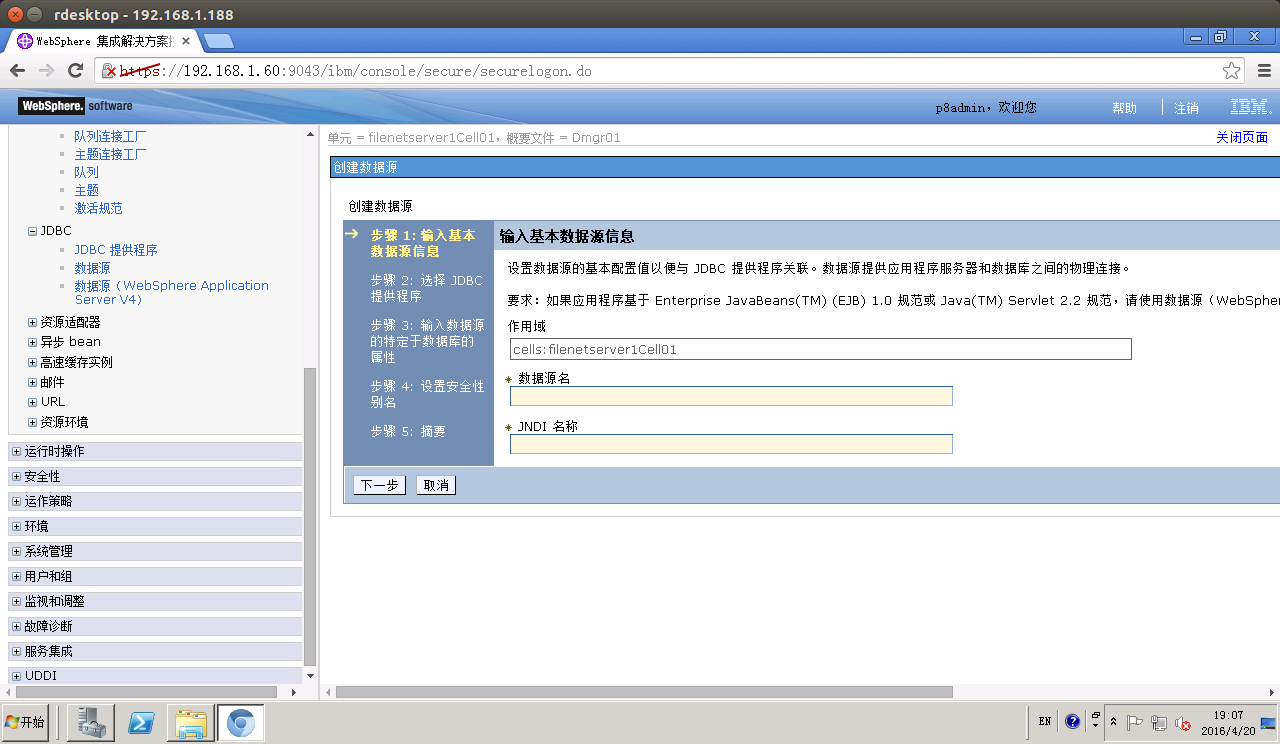 rdesktop - 192.168.1.188
WebSphere 集成解决方案
https://192.168.1.60:9043/ibm/console/secure/securelogon.do
WebSphere. software
p8admin，欢迎您
帮助
注销
IBM.
队列连接工厂
主题连接工厂
队列
主题
激活规范
JDBC
JDBC 提供程序
数据源
数据源（WebSphere Application
Server V4）
资源适配器
异步 bean
高速缓存实例
邮件
URL
资源环境
运行时操作
安全性
运作策略
环境
系统管理
用户和组
监视和调整
故障诊断
服务集成
UDDI
单元 = filenetserver1Cell01，概要文件 = Dmgr01
关闭页面
创建数据源
创建数据源
步骤 1: 输入基本
数据源信息
步骤 2: 选择 JDBC
提供程序
步骤 3: 输入数据源
的特定于数据库的
属性
步骤 4: 设置安全性
别名
步骤 5: 摘要
输入基本数据源信息
设置数据源的基本配置值以便与 JDBC 提供程序关联。数据源提供应用程序服务器和数据库之间的物理连接。
要求：如果应用程序基于 Enterprise JavaBeans(TM) (EJB) 1.0 规范或 Java(TM) Servlet 2.2 规范，请使用数据源（WebSphe
作用域
cells:filenetserver1Cell01
* 数据源名
* JNDI 名称
下一步
取消
开始
EN
19:07
2016/4/20